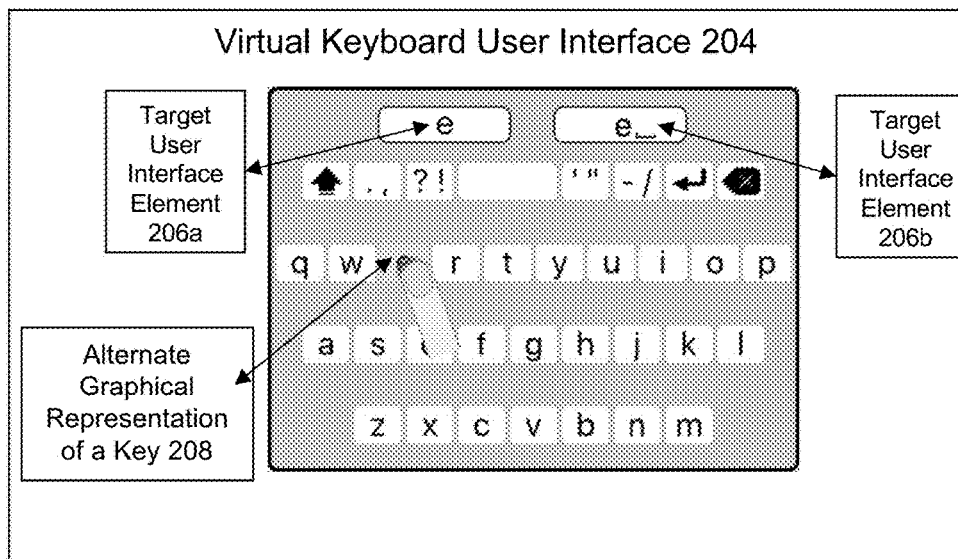 Virtual Keyboard User Interface 204
Target
User
Interface
Element
206a
e
e
Target
User
Interface
Element
206b
. ,
? !
' "
- /
q w e r t y u i o p
Alternate
Graphical
Representation
of a Key 208
a s f g h j k l
z x c v b n m